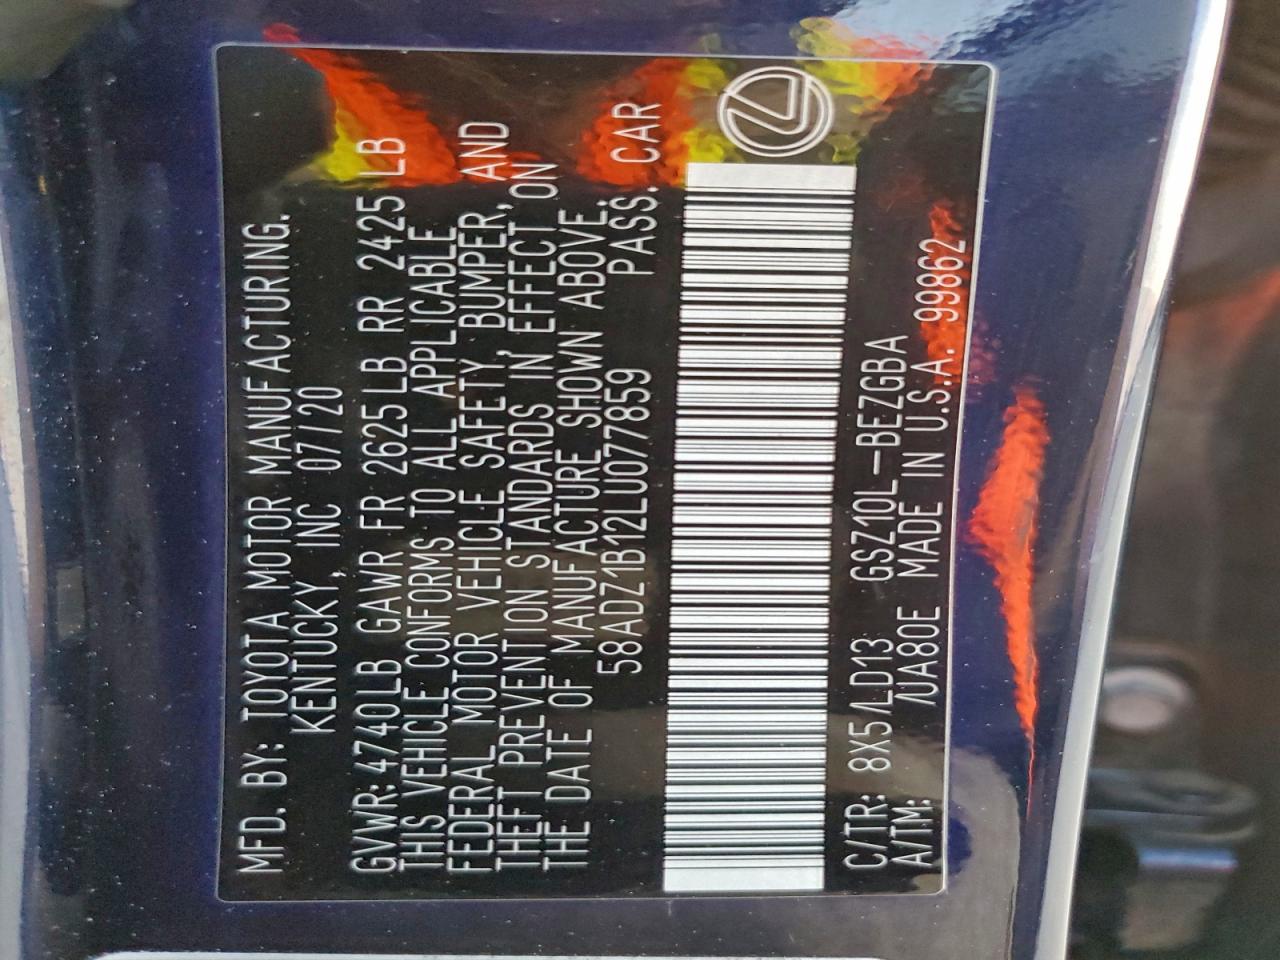 MFD. BY: TOYOTA MOTOR MANUFACTURING.
KENTUCKY, INC 07/20
GVWR: 4740LB GAWR FR 2625LB RR 2425 LB
THIS VEHICLE CONFORMS TO ALL APPLICABLE
FEDERAL MOTOR VEHICLE SAFETY, BUMPER, AND
THEFT PREVENTION STANDARDS IN EFFECT ON
THE DATE OF MANUFACTURE SHOWN ABOVE.
58ADZ1B12LU077859 PASS. CAR
C/TR: 8X5/LD13 GSZ10L-BEZGBA
A/TM: /UA80E MADE IN U.S.A. 99862